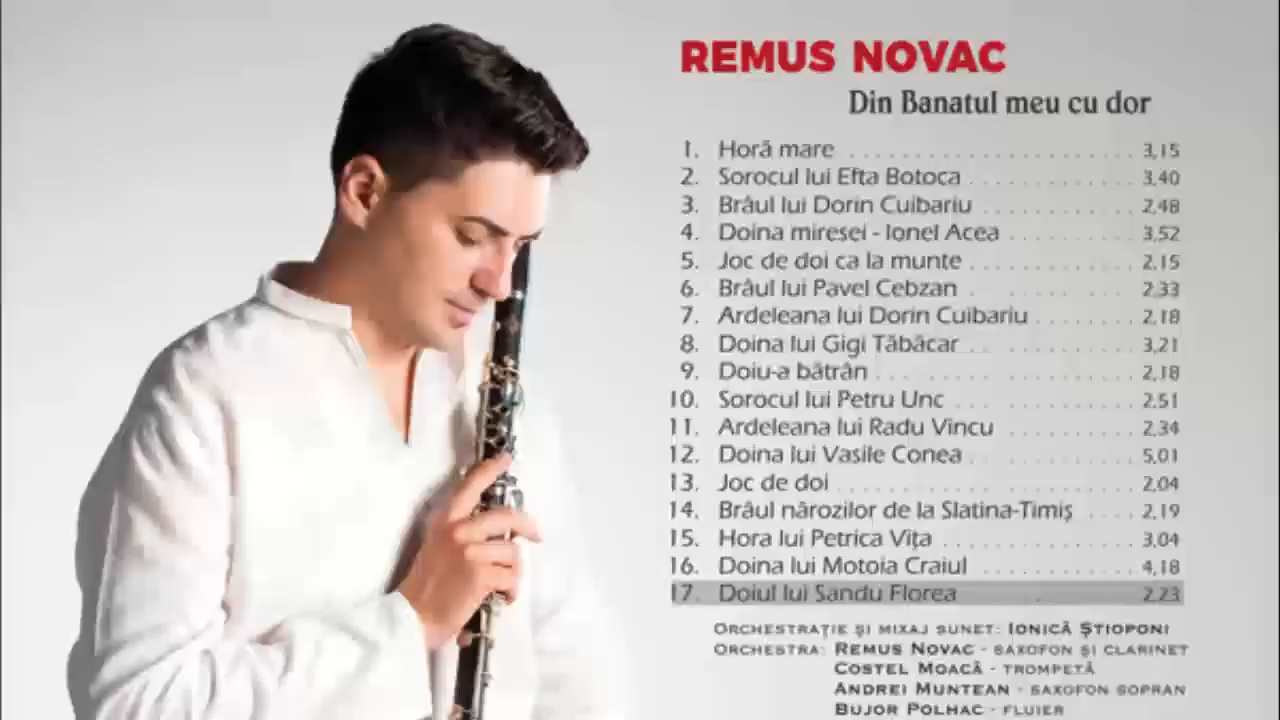 REMUS NOVAC
Din Banatul meu cu dor
1. Horă mare . . . . . . . . . . . . . . . . . . . . . . . . 3,15
2. Sorocul lui Efta Botoca . . . . . . . . . . . . . . 3,40
3. Brâul lui Dorin Cuibariu . . . . . . . . . . . . . 2,48
4. Doina miresei - Ionel Acea . . . . . . . . . . . 3,52
5. Joc de doi ca la munte . . . . . . . . . . . . . . 2,15
6. Brâul lui Pavel Cebzan . . . . . . . . . . . . . . 2,33
7. Ardeleana lui Dorin Cuibariu . . . . . . . . . 2,18
8. Doina lui Gigi Tăbăcar . . . . . . . . . . . . . . 3,21
9. Doiu-a bătrân . . . . . . . . . . . . . . . . . . . . . 2,18
10. Sorocul lui Petru Unc . . . . . . . . . . . . . . . 2,51
11. Ardeleana lui Radu Vincu . . . . . . . . . . . 2,34
12. Doina lui Vasile Conea . . . . . . . . . . . . . . 5,01
13. Joc de doi . . . . . . . . . . . . . . . . . . . . . . . . 2,04
14. Brâul nărozilor de la Slatina-Timiș . . . . 2,19
15. Hora lui Petrica Vița . . . . . . . . . . . . . . . . 3,04
16. Doina lui Motoia Craiul . . . . . . . . . . . . . 4,18
17. Doiul lui Sandu Florea . . . . . . . . . . . . . . 2,23
ORCHESTRAȚIE ȘI MIXAJ SUNET: IONICĂ ȘTIOPONI
ORCHESTRA: REMUS NOVAC - SAXOFON ȘI CLARINET
COSTEL MOACĂ - TROMPETĂ
ANDREI MUNTEAN - SAXOFON SOPRAN
BUJOR POLHAC - FLUIER